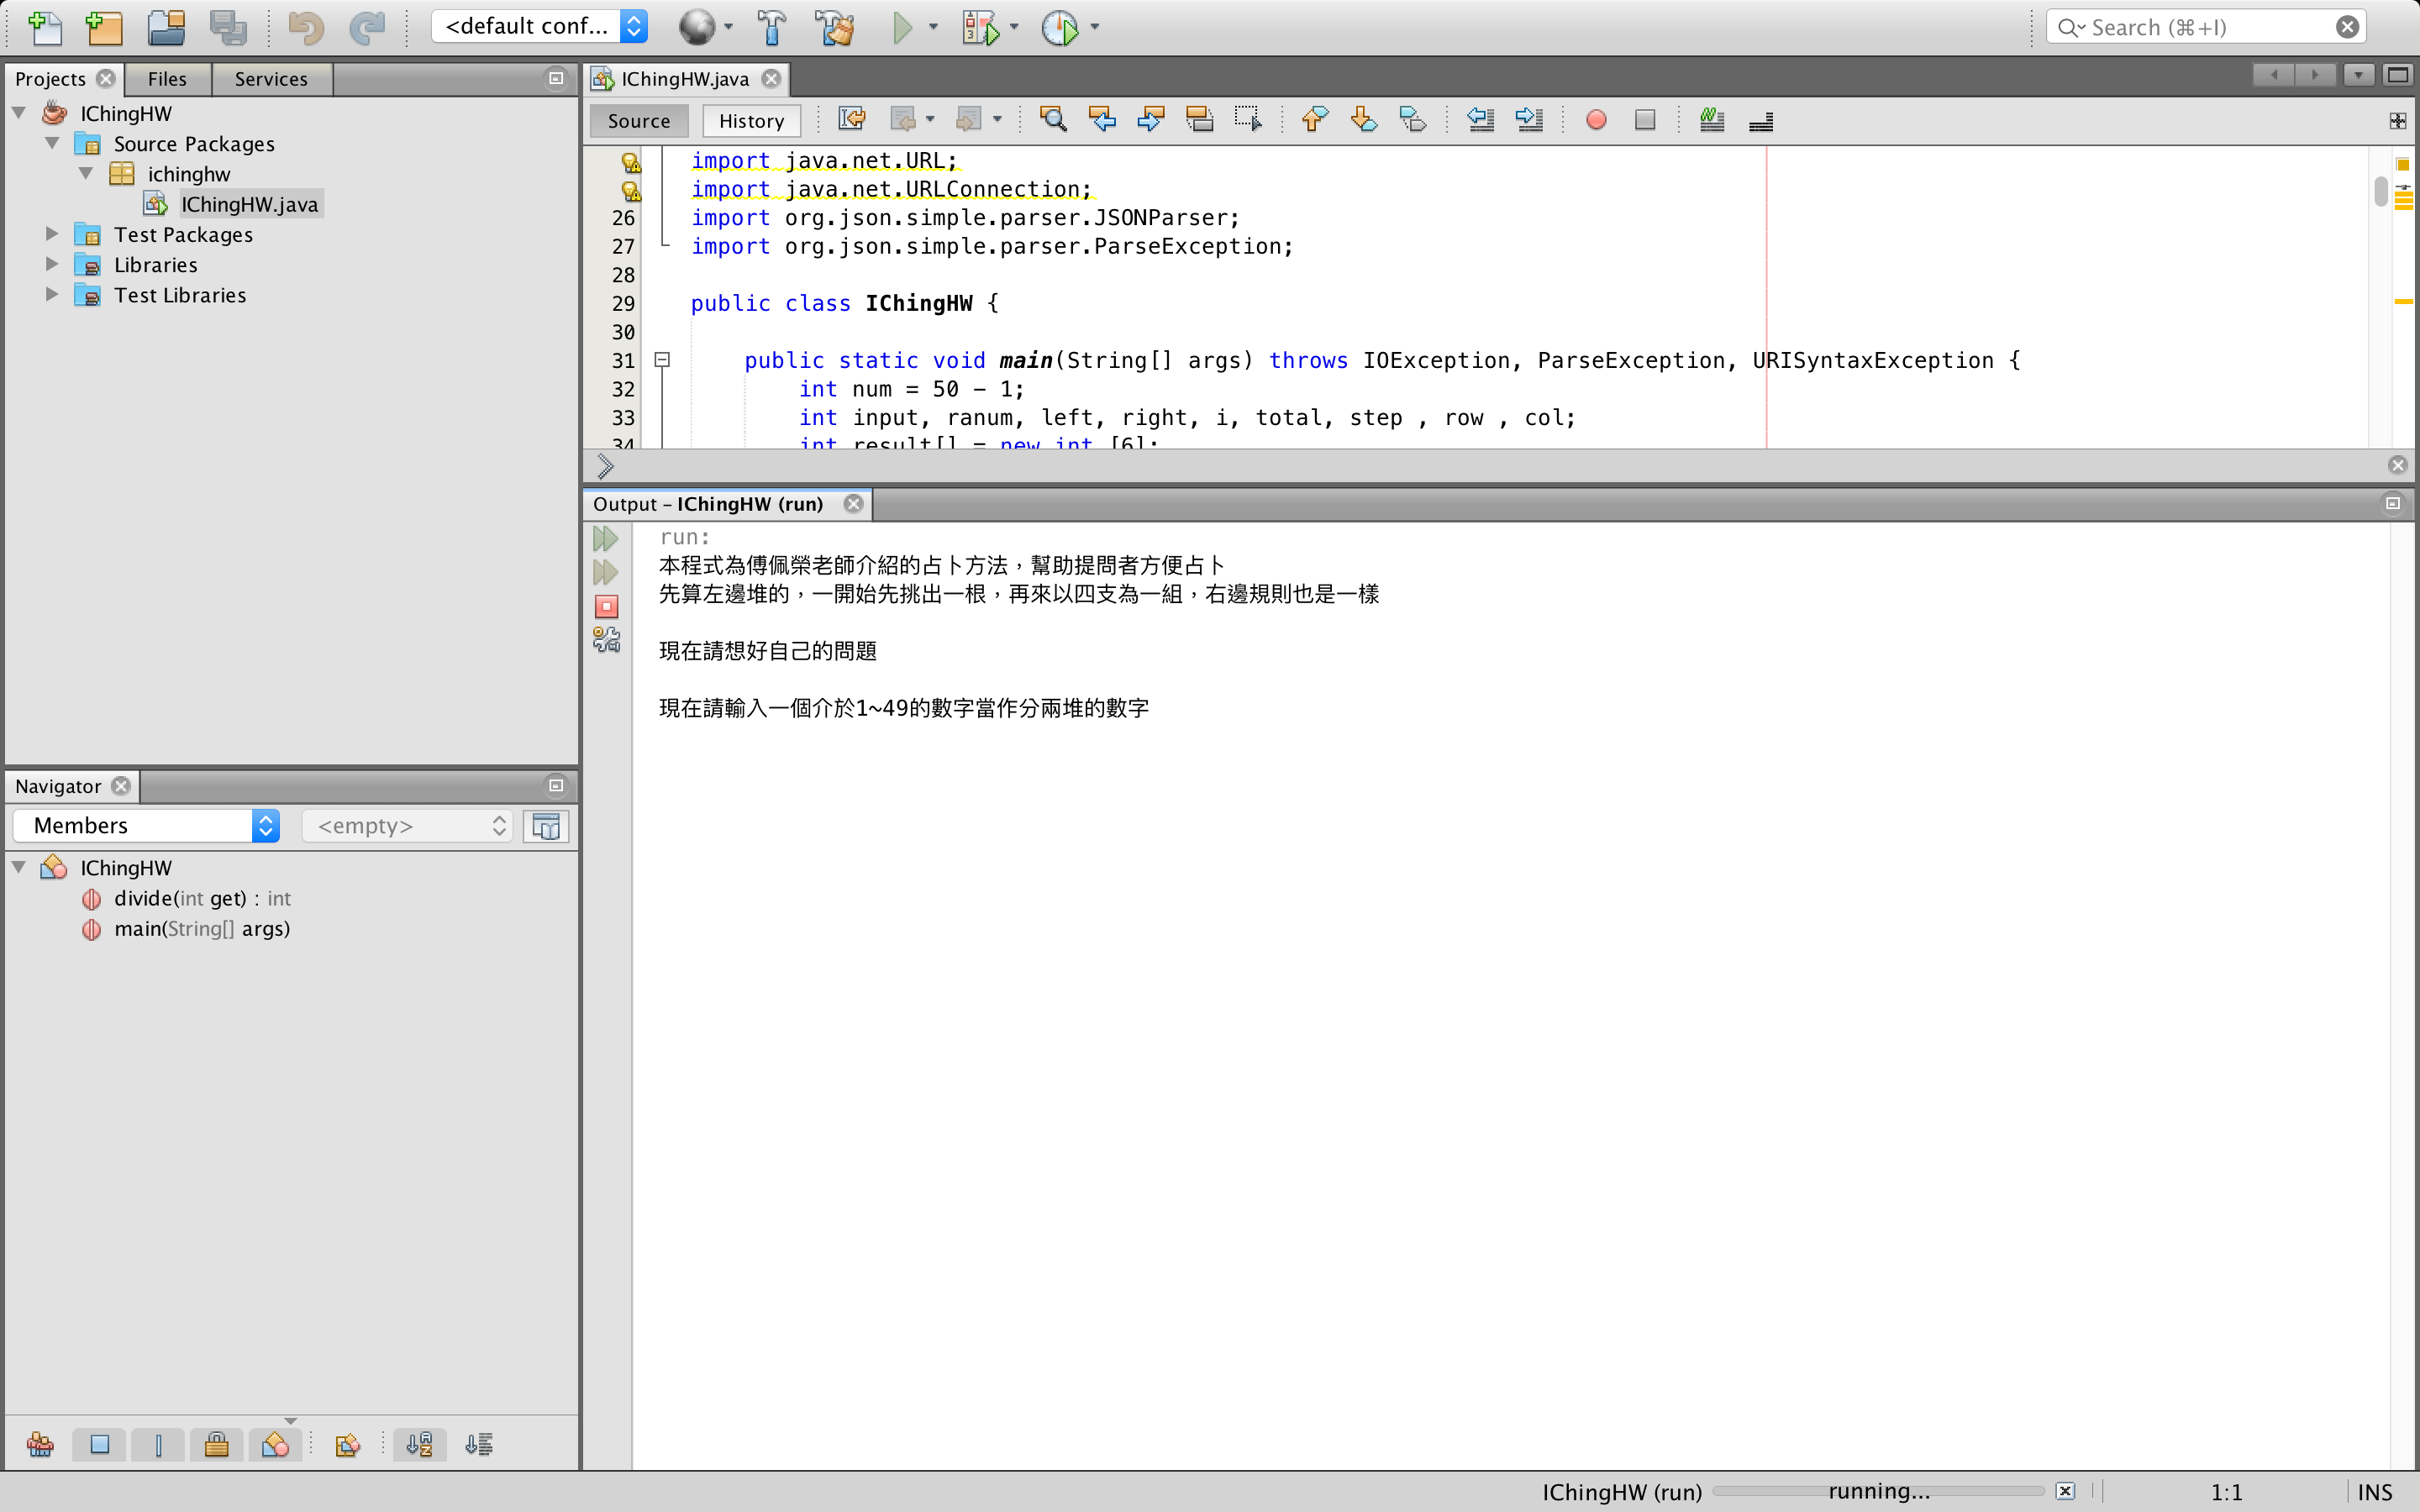 <default conf...
Search (⌘+I)
Projects
Files
Services
IChingHW
Source Packages
ichinghw
IChingHW.java
Test Packages
Libraries
Test Libraries
IChingHW.java
Source
History
import java.net.URL;
import java.net.URLConnection;
26 import org.json.simple.parser.JSONParser;
27 import org.json.simple.parser.ParseException;
28
29 public class IChingHW {
30
31 public static void main(String[] args) throws IOException, ParseException, URISyntaxException {
32 int num = 50 - 1;
33 int input, ranum, left, right, i, total, step , row , col;
34 int result[] = new int [6];
Output – IChingHW (run)
run:
本程式為傅佩榮老師介紹的占卜方法，幫助提問者方便占卜
先算左邊堆的，一開始先挑出一根，再來以四支為一組，右邊規則也是一樣
現在請想好自己的問題
現在請輸入一個介於1~49的數字當作分兩堆的數字
Navigator
Members
<empty>
IChingHW
divide(int get) : int
main(String[] args)
IChingHW (run)
running...
1:1
INS